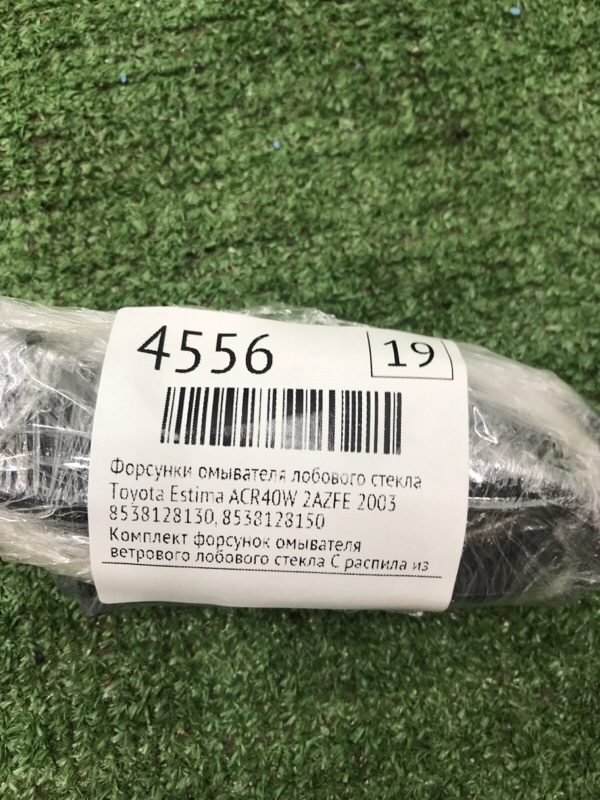 4556
19
Форсунки омывателя лобового стекла
Toyota Estima ACR40W 2AZFE 2003
8538128130, 8538128150
Комплект форсунок омывателя
ветрового лобового стекла С распила из